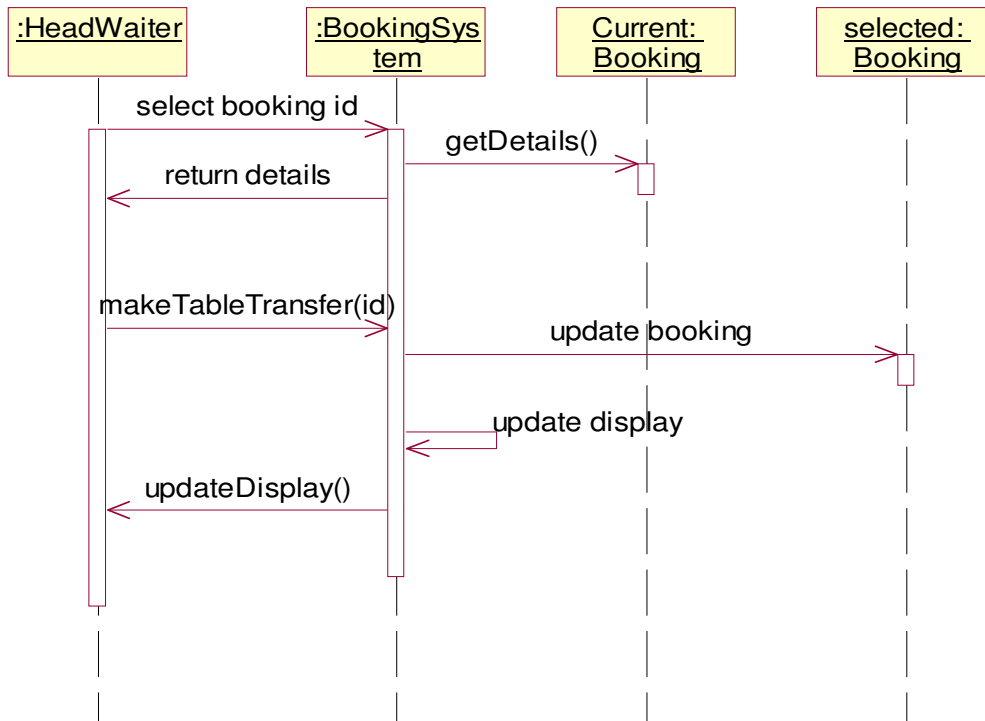 :HeadWaiter
:BookingSys
tem
Current:
Booking
selected:
Booking
select booking id
getDetails()
return details
makeTableTransfer(id)
update booking
update display
updateDisplay()